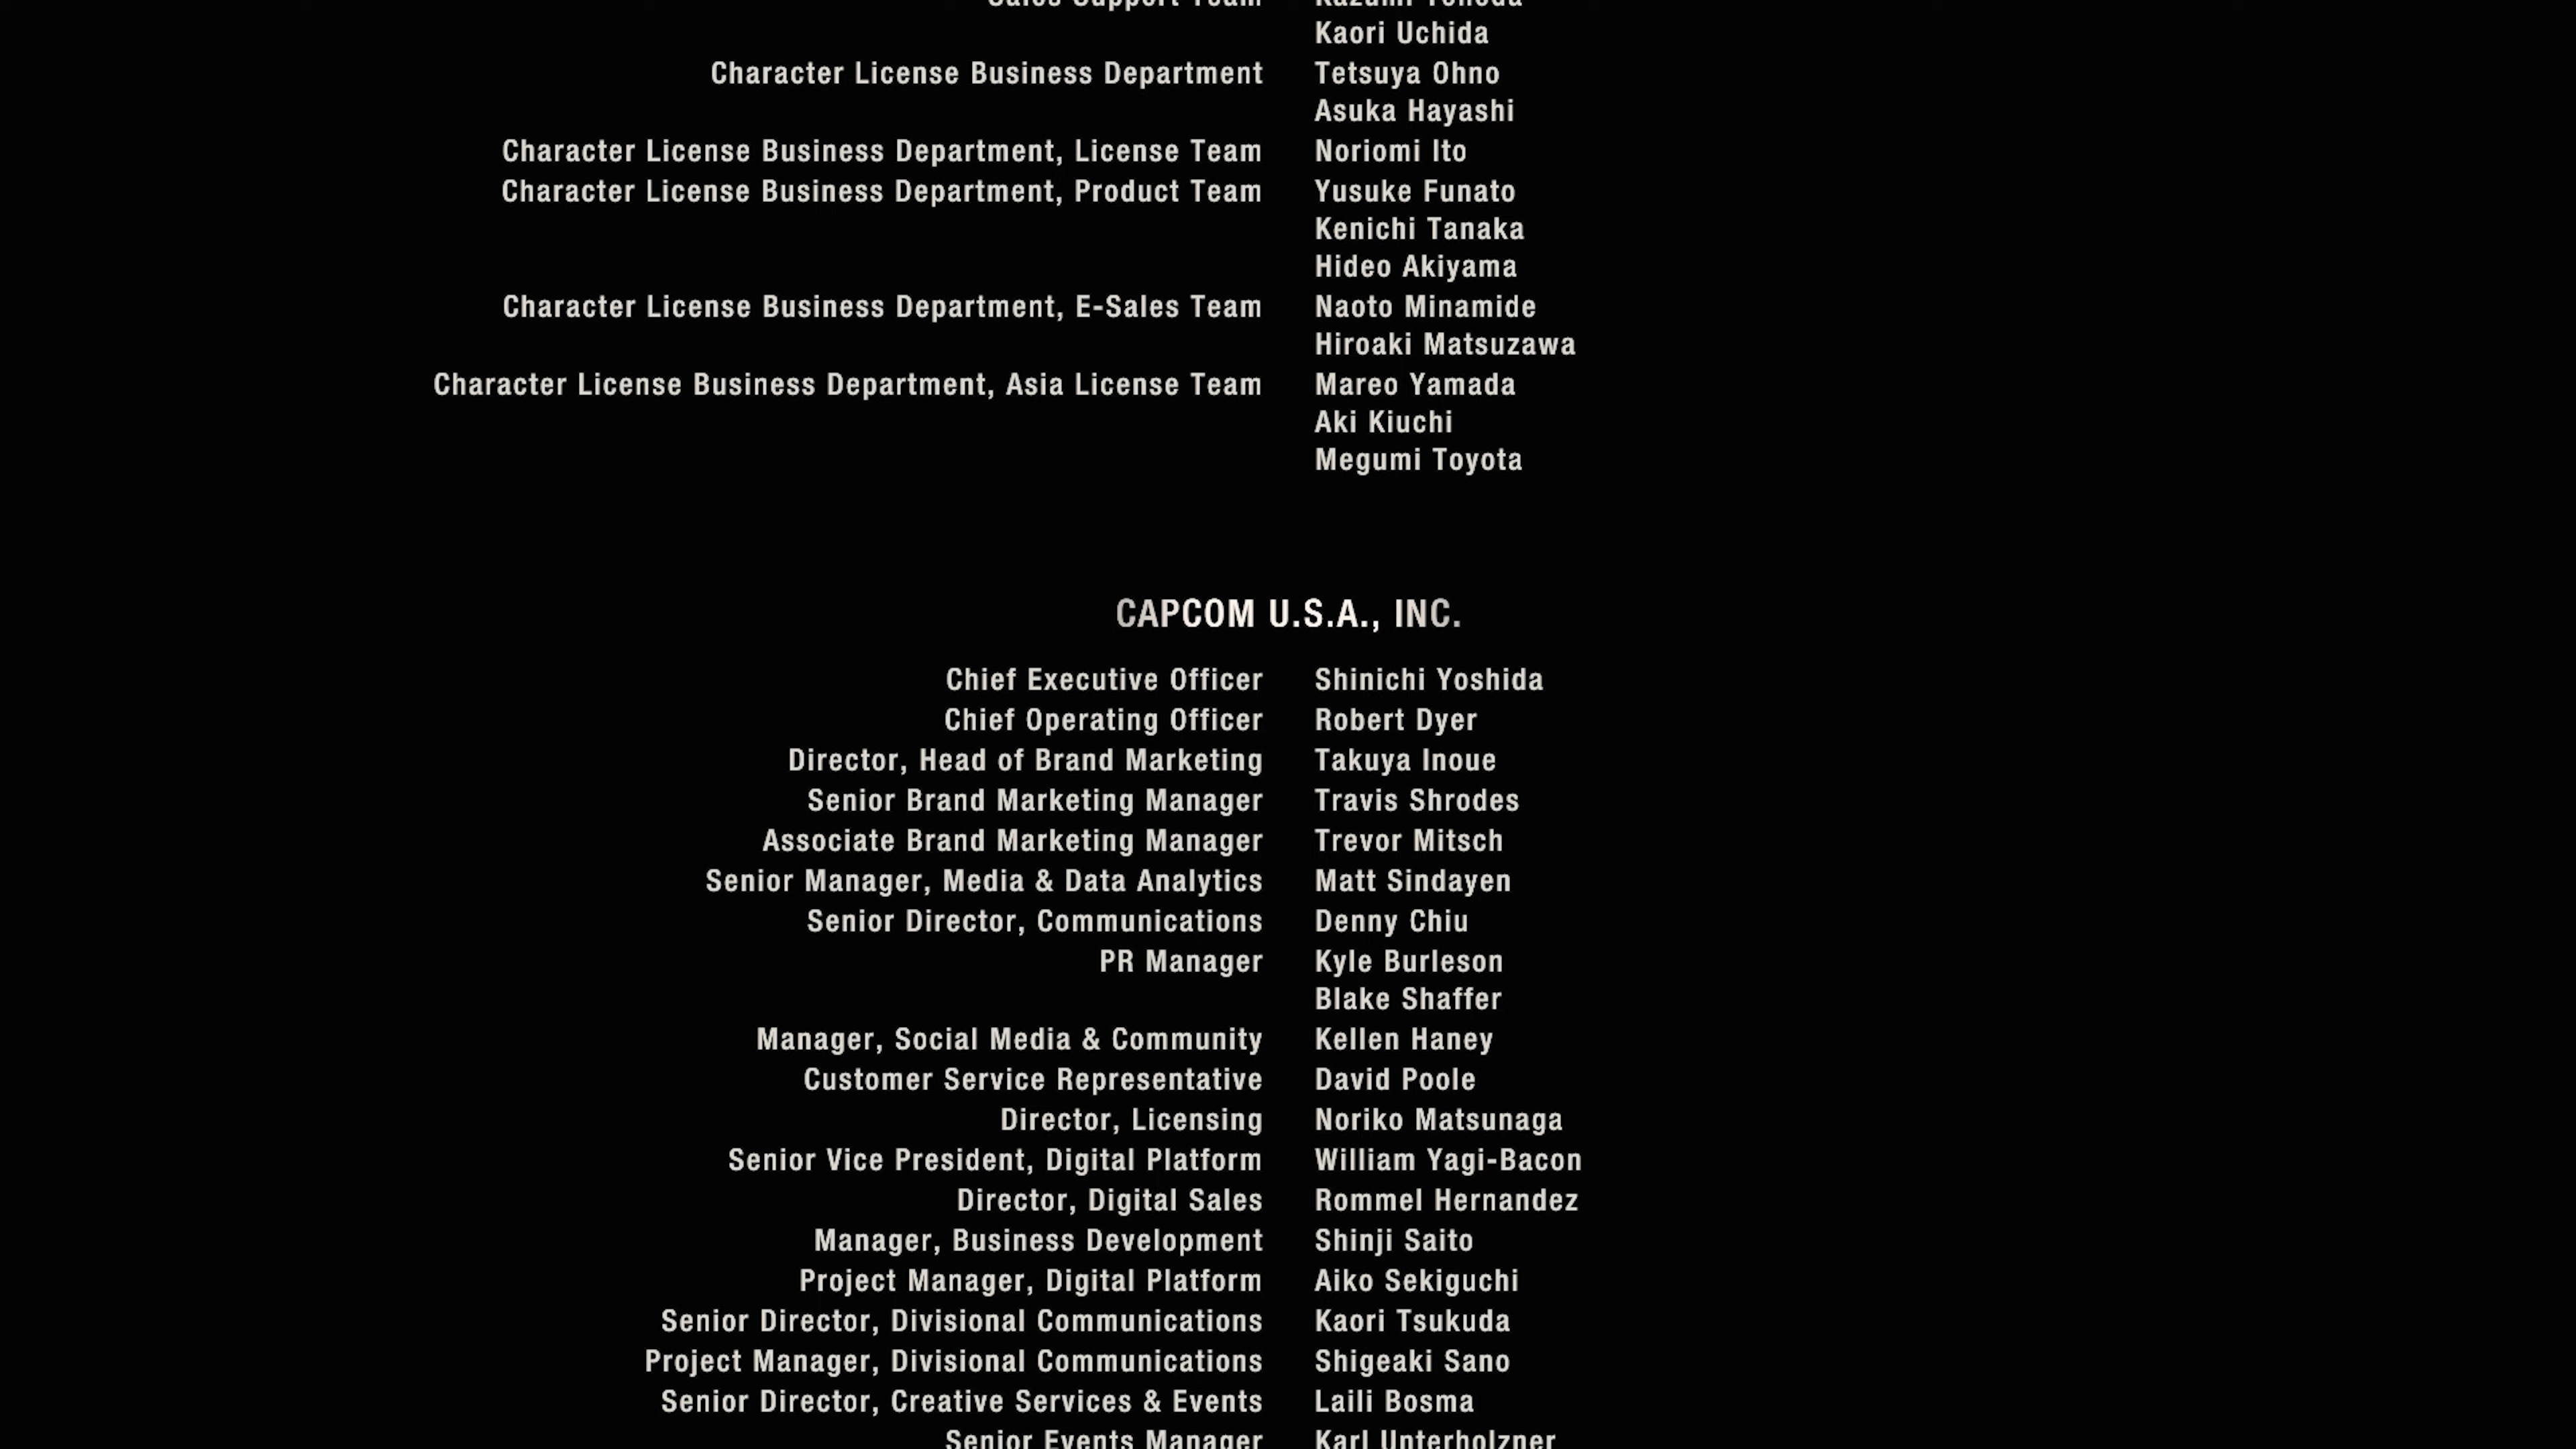 Sales Support Team Kazumi Yoneda
Kaori Uchida
Character License Business Department Tetsuya Ohno
Asuka Hayashi
Character License Business Department, License Team Noriomi Ito
Character License Business Department, Product Team Yusuke Funato
Kenichi Tanaka
Hideo Akiyama
Character License Business Department, E-Sales Team Naoto Minamide
Hiroaki Matsuzawa
Character License Business Department, Asia License Team Mareo Yamada
Aki Kiuchi
Megumi Toyota
CAPCOM U.S.A., INC.
Chief Executive Officer Shinichi Yoshida
Chief Operating Officer Robert Dyer
Director, Head of Brand Marketing Takuya Inoue
Senior Brand Marketing Manager Travis Shrodes
Associate Brand Marketing Manager Trevor Mitsch
Senior Manager, Media & Data Analytics Matt Sindayen
Senior Director, Communications Denny Chiu
PR Manager Kyle Burleson
Blake Shaffer
Manager, Social Media & Community Kellen Haney
Customer Service Representative David Poole
Director, Licensing Noriko Matsunaga
Senior Vice President, Digital Platform William Yagi-Bacon
Director, Digital Sales Rommel Hernandez
Manager, Business Development Shinji Saito
Project Manager, Digital Platform Aiko Sekiguchi
Senior Director, Divisional Communications Kaori Tsukuda
Project Manager, Divisional Communications Shigeaki Sano
Senior Director, Creative Services & Events Laili Bosma
Senior Events Manager Karl Unterholzner